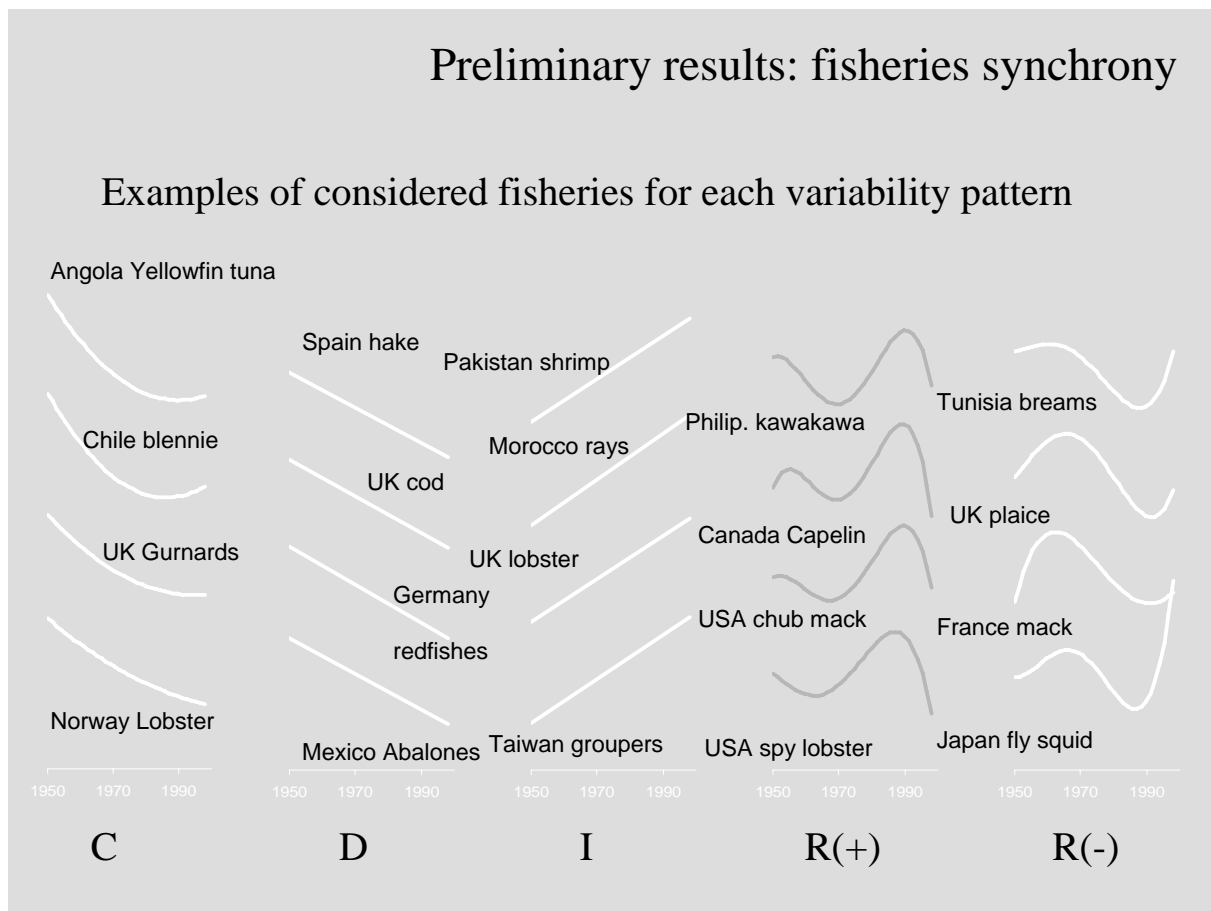 Preliminary results: fisheries synchrony
Examples of considered fisheries for each variability pattern
Angola Yellowfin tuna
Chile blennie
UK Gurnards
Norway Lobster
1950 1970 1990
C
Spain hake
UK cod
Germany
redfishes
Mexico Abalones
1950 1970 1990
D
Pakistan shrimp
Morocco rays
UK lobster
Taiwan groupers
1950 1970 1990
I
Philip. kawakawa
Canada Capelin
USA chub mack
USA spy lobster
1950 1970 1990
R(+)
Tunisia breams
UK plaice
France mack
Japan fly squid
1950 1970 1990
R(-)